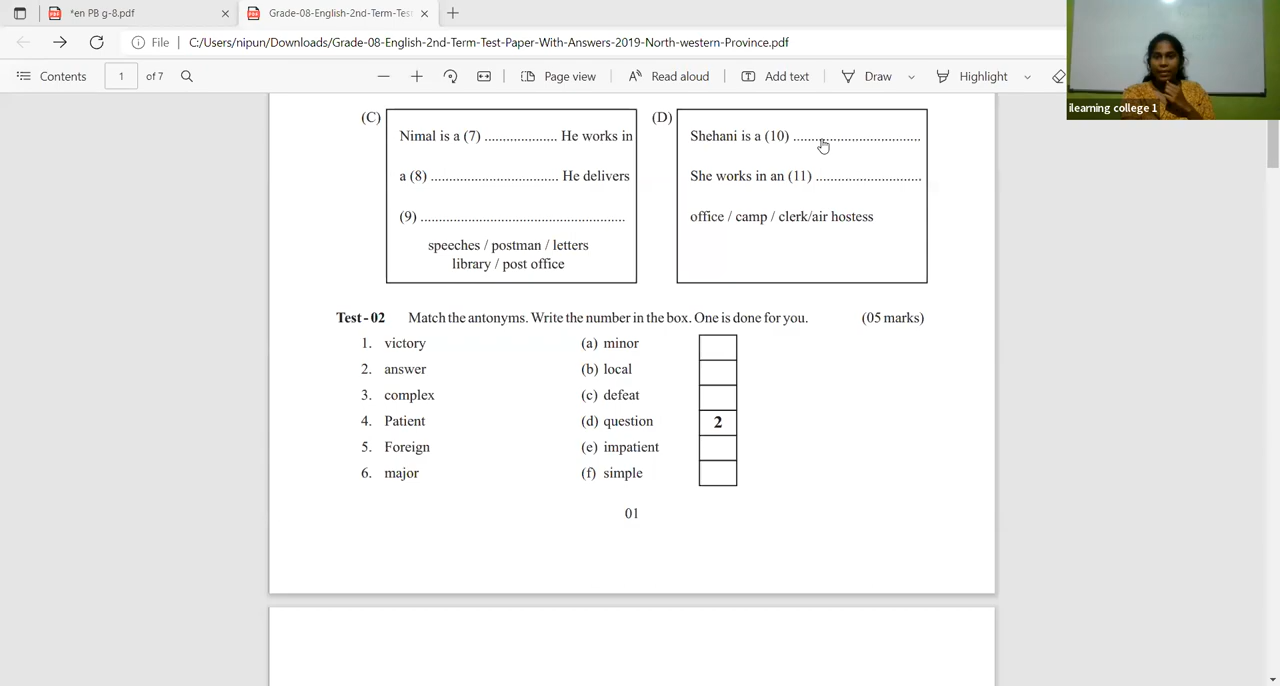 *en PB g-8.pdf
Grade-08-English-2nd-Term-Test
File C:/Users/nipun/Downloads/Grade-08-English-2nd-Term-Test-Paper-With-Answers-2019-North-western-Province.pdf
Contents 1 of 7 Page view Read aloud Add text Draw Highlight
ilearning college 1
(C)
Nimal is a (7) ................... He works in
a (8) ................................. He delivers
(9) .....................................................
speeches / postman / letters
library / post office
(D)
Shehani is a (10) .................................
She works in an (11) ...........................
office / camp / clerk/air hostess
Test - 02 Match the antonyms. Write the number in the box. One is done for you. (05 marks)
1. victory (a) minor
2. answer (b) local
3. complex (c) defeat
4. Patient (d) question 2
5. Foreign (e) impatient
6. major (f) simple
01